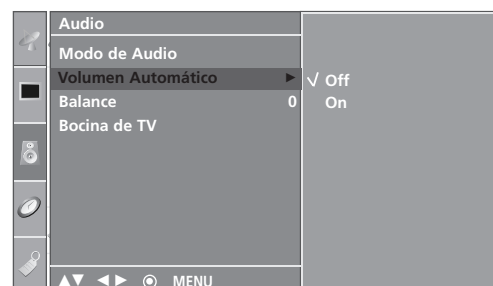 Audio
Modo de Audio
Volumen Automático ► √ Off
On
Balance 0
Bocina de TV
▲▼ ◄► ⊙ MENU